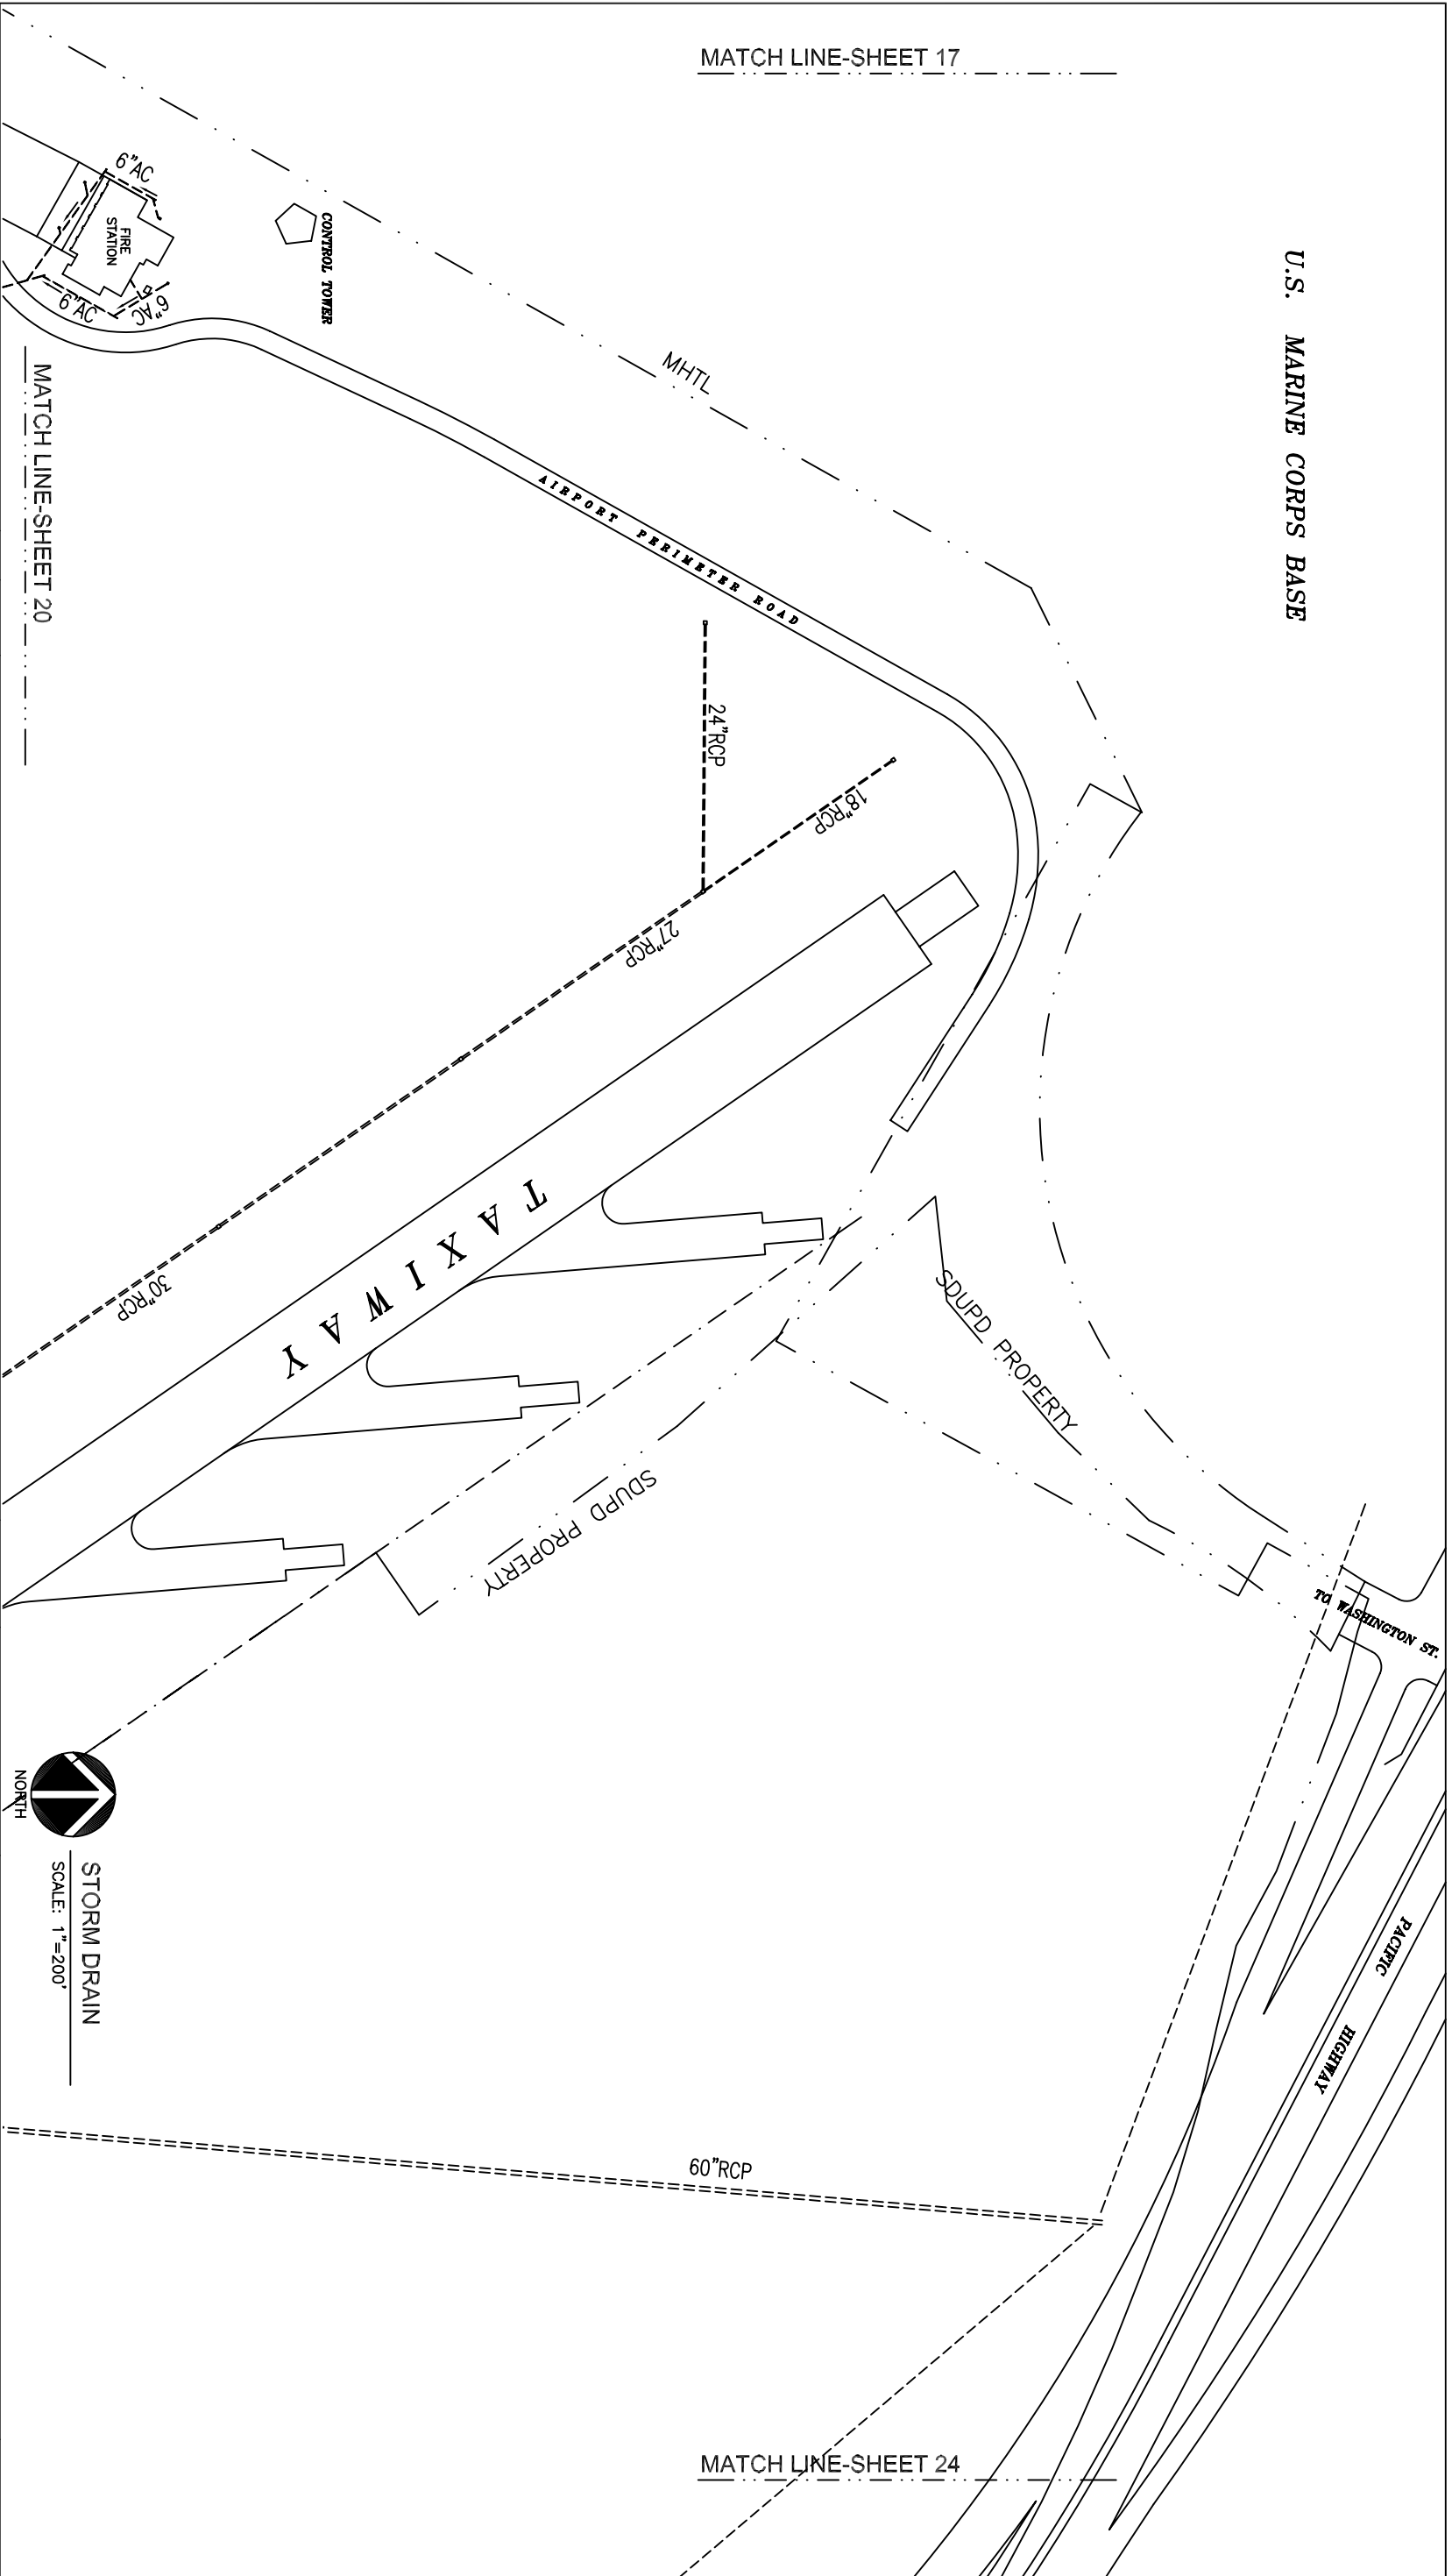 MATCH LINE-SHEET 17
U.S. MARINE CORPS BASE
6"AC
FIRE
STATION
CONTROL TOWER
6"AC
6"AC
MATCH LINE-SHEET 20
MHTL
AIRPORT PERIMETER ROAD
24"RCP
18"RCP
27"RCP
30"RCP
TAXIWAY
SDUPD PROPERTY
SDUPD PROPERTY
TO WASHINGTON ST.
PACIFIC
HIGHWAY
NORTH
STORM DRAIN
SCALE: 1"=200'
60"RCP
MATCH LINE-SHEET 24